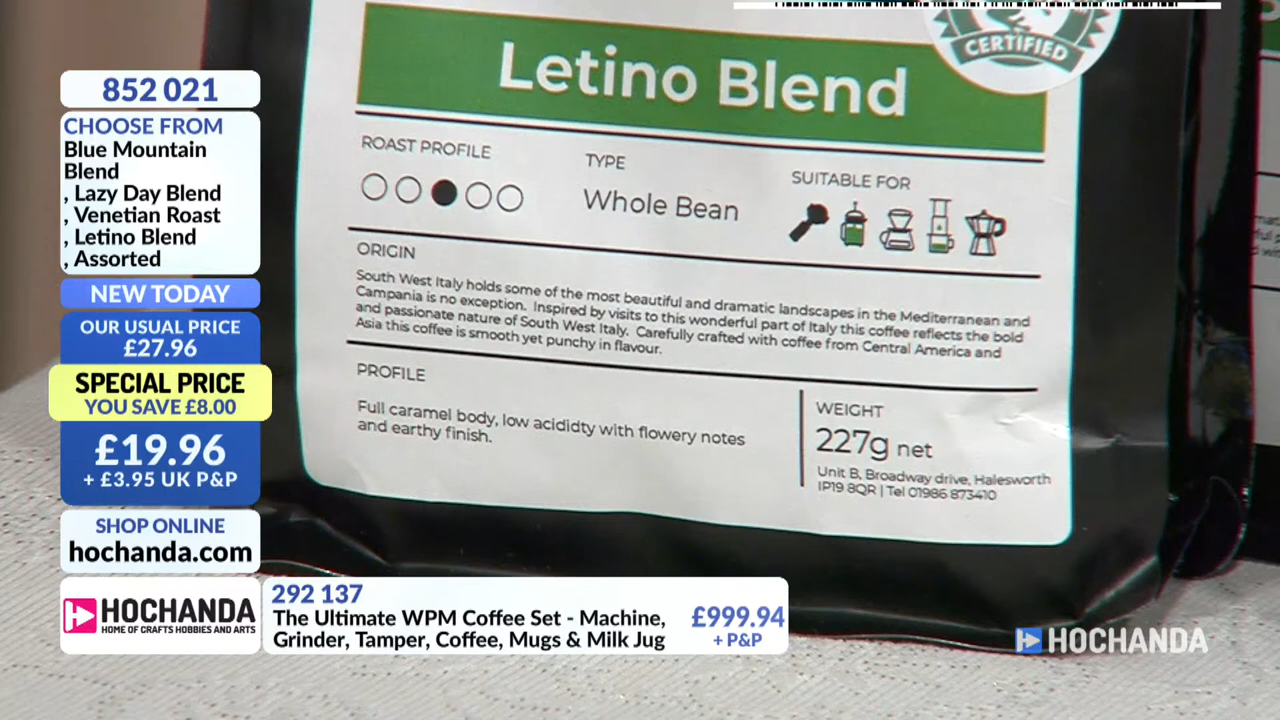 852 021
CHOOSE FROM
Blue Mountain
Blend
, Lazy Day Blend
, Venetian Roast
, Letino Blend
, Assorted
NEW TODAY
OUR USUAL PRICE
£27.96
SPECIAL PRICE
YOU SAVE £8.00
£19.96
+ £3.95 UK P&P
SHOP ONLINE
hochanda.com
HOCHANDA
HOME OF CRAFTS HOBBIES AND ARTS
292 137
The Ultimate WPM Coffee Set - Machine,
Grinder, Tamper, Coffee, Mugs & Milk Jug
£999.94
+ P&P
CERTIFIED
Letino Blend
ROAST PROFILE
TYPE
Whole Bean
SUITABLE FOR
ORIGIN
South West Italy holds some of the most beautiful and dramatic landscapes in the Mediterranean and
Campania is no exception. Inspired by visits to this wonderful part of Italy this coffee reflects the bold
and passionate nature of South West Italy. Carefully crafted with coffee from Central America and
Asia this coffee is smooth yet punchy in flavour.
PROFILE
Full caramel body, low acididty with flowery notes
and earthy finish.
WEIGHT
227g net
Unit B, Broadway drive, Halesworth
IP19 8QR | Tel 01986 873410
HOCHANDA